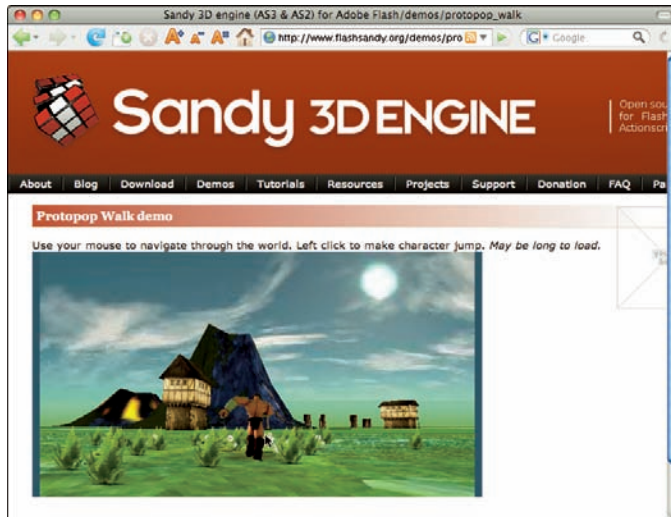 Sandy 3D engine (AS3 & AS2) for Adobe Flash/demos/protopop_walk
http://www.flashsandy.org/demos/pro
Google
Sandy 3D ENGINE
Open sou
for Flash
Actionscri
About Blog Download Demos Tutorials Resources Projects Support Donation FAQ Pa
Protopop Walk demo
Use your mouse to navigate through the world. Left click to make character jump. May be long to load.